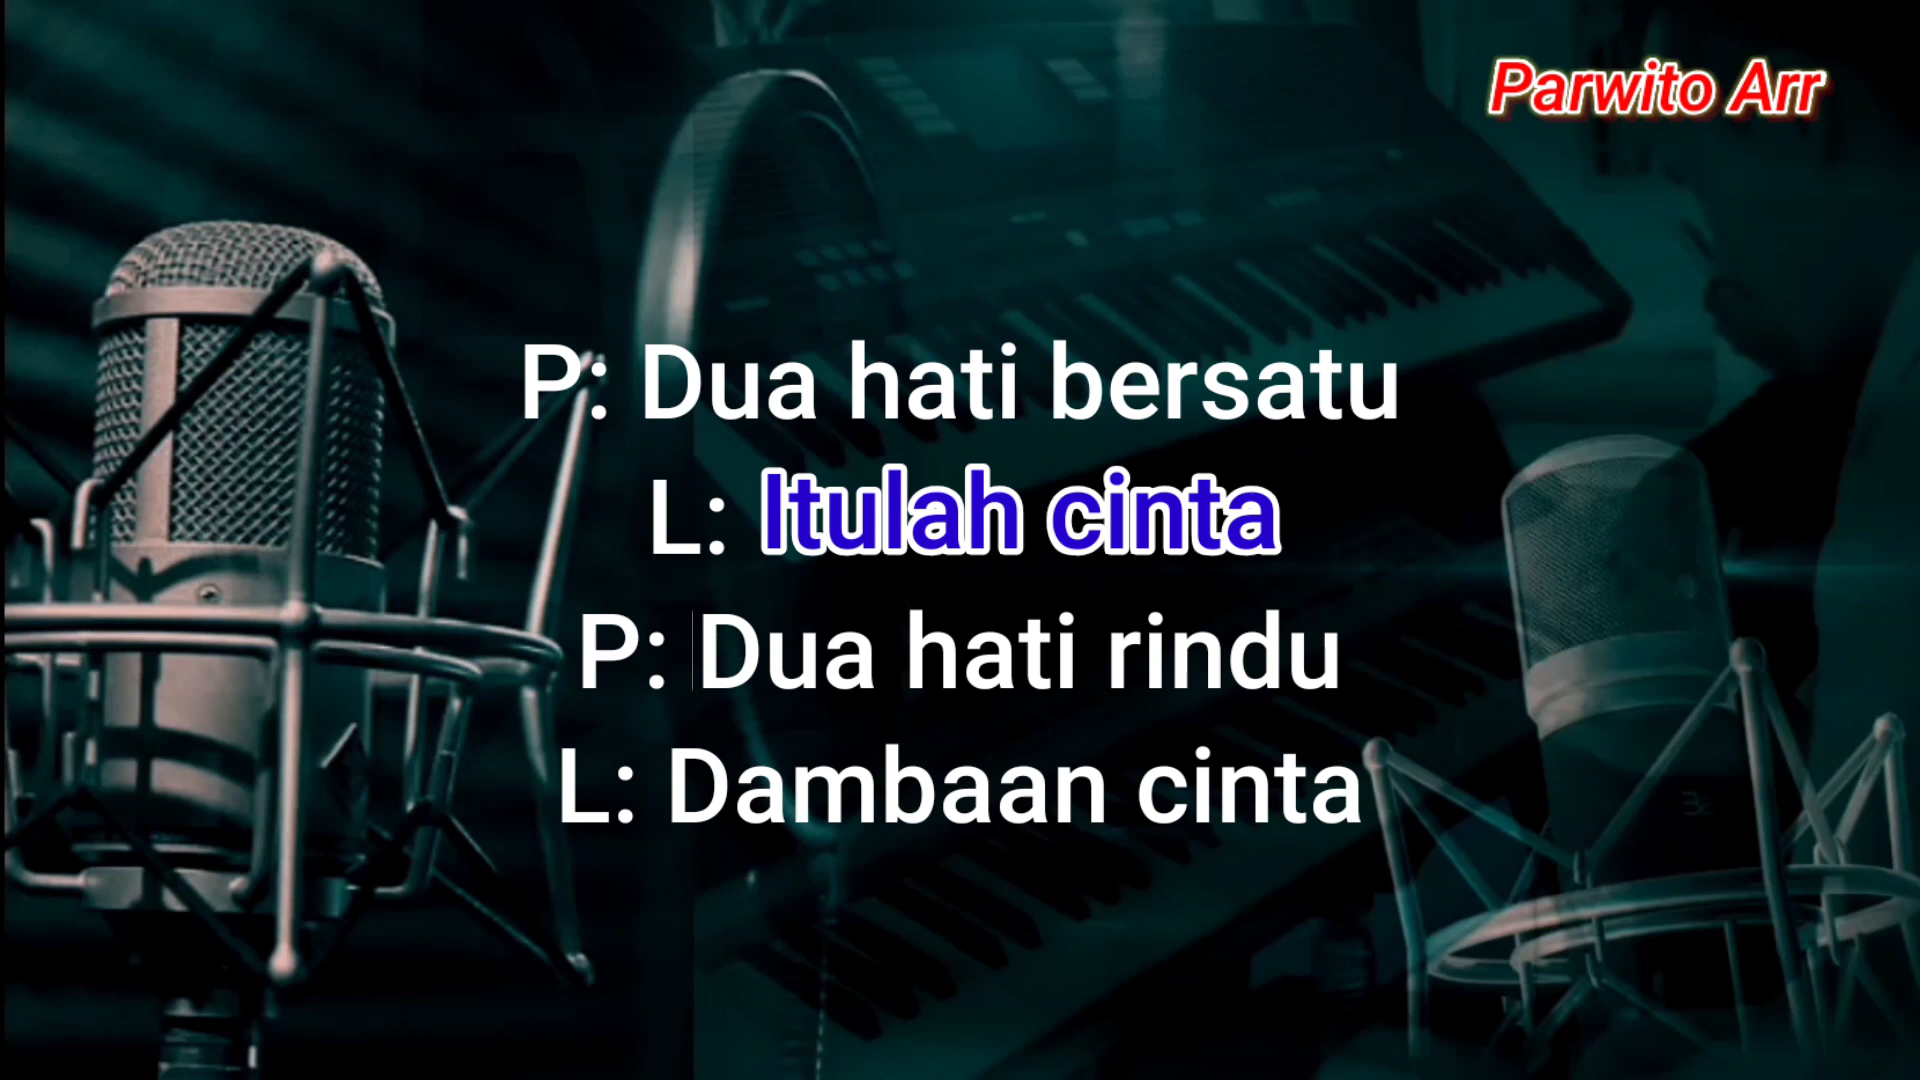 Parwito Arr
P: Dua hati bersatu
L: Itulah cinta
P: Dua hati rindu
L: Dambaan cinta